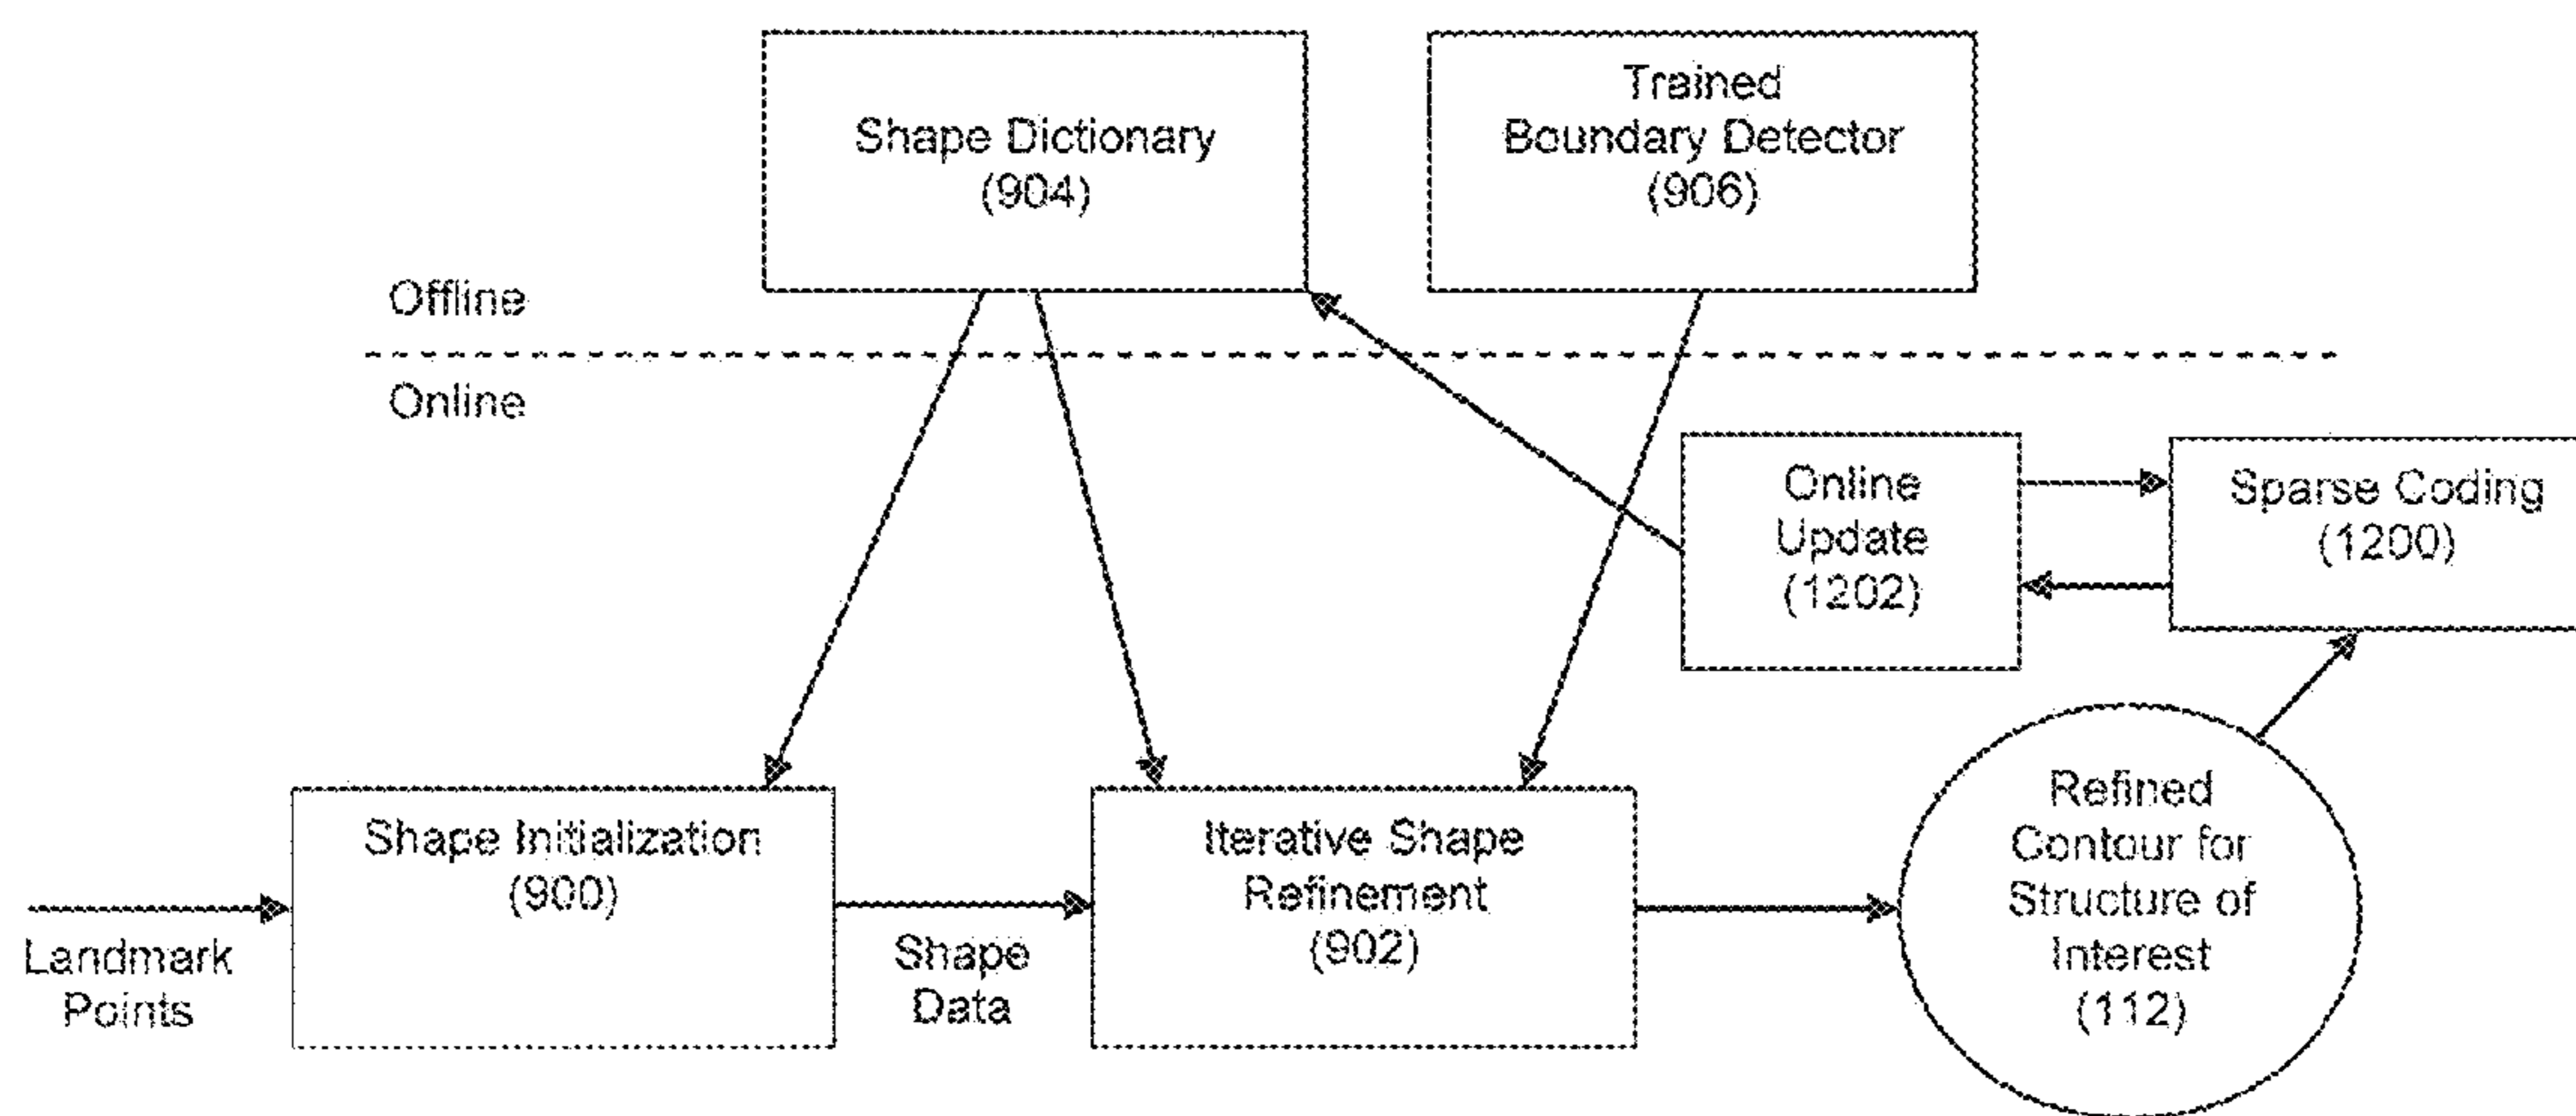 Shape Dictionary
(904)
Trained
Boundary Detector
(906)
Offline
Online
Online
Update
(1202)
Sparse Coding
(1200)
Landmark
Points
Shape Initialization
(900)
Shape
Data
Iterative Shape
Refinement
(902)
Refined
Contour for
Structure of
Interest
(112)